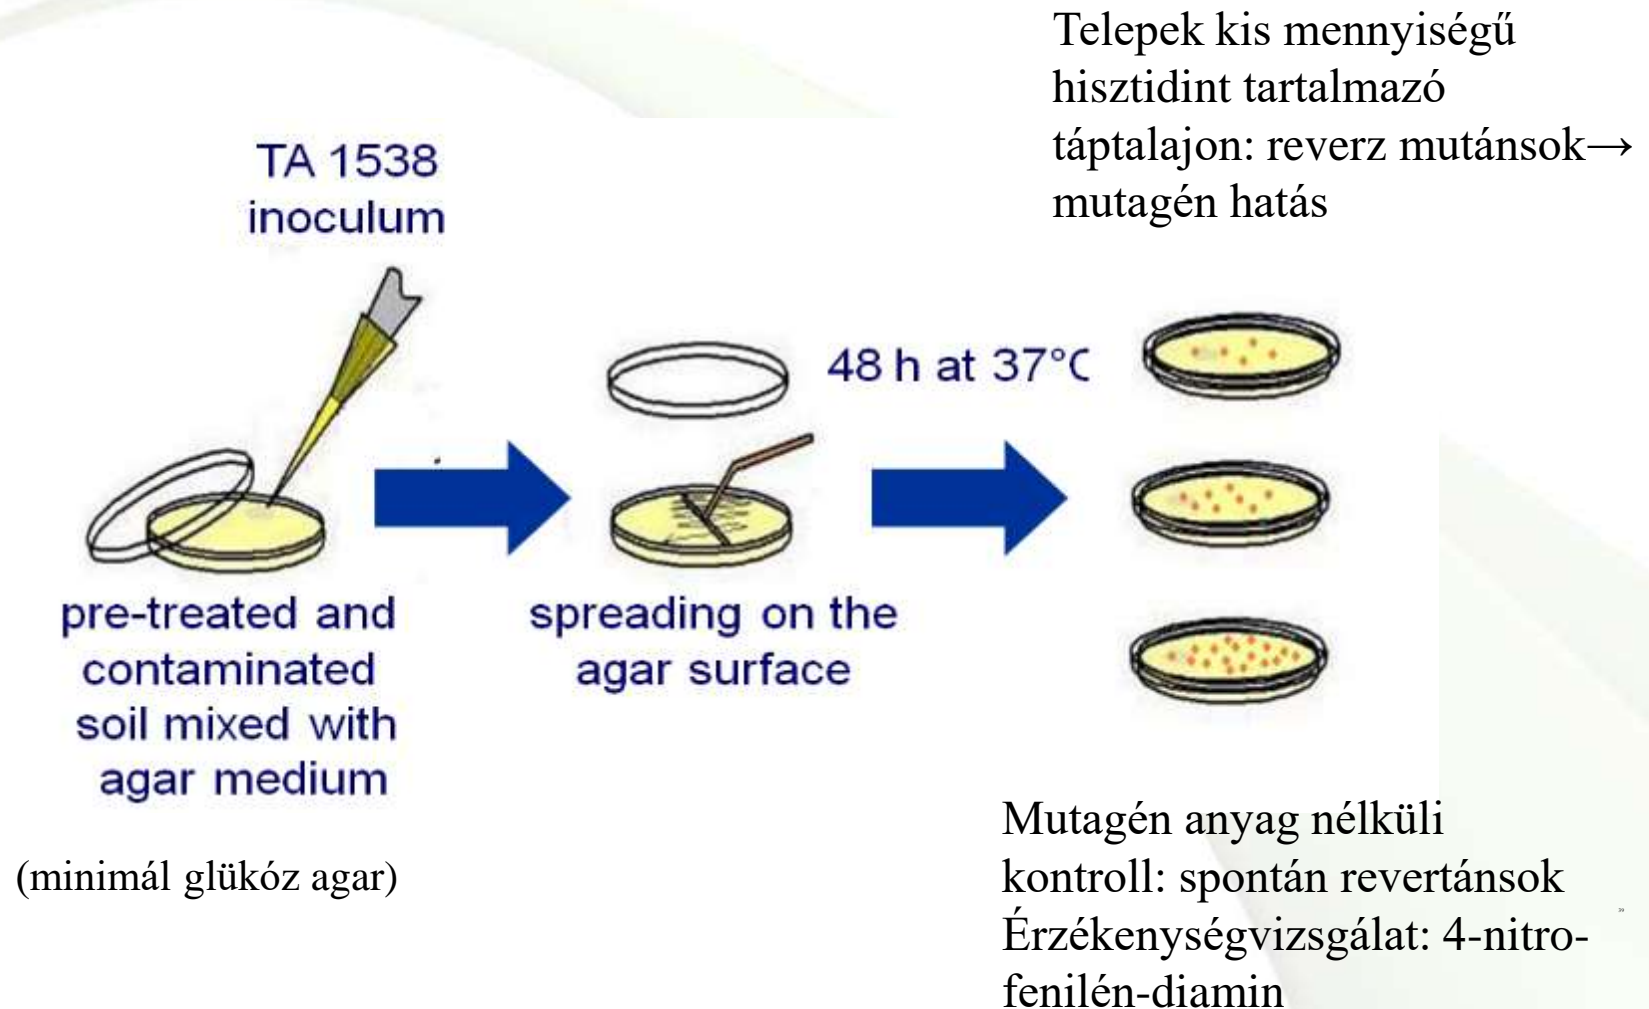 Telepek kis mennyiségű
hisztidint tartalmazó
táptalajon: reverz mutánsok→
mutagén hatás
TA 1538
inoculum
48 h at 37°C
pre-treated and
contaminated
soil mixed with
agar medium
spreading on the
agar surface
(minimál glükóz agar)
Mutagén anyag nélküli
kontroll: spontán revertánsok
Érzékenységvizsgálat: 4-nitro-
fenilén-diamin
39